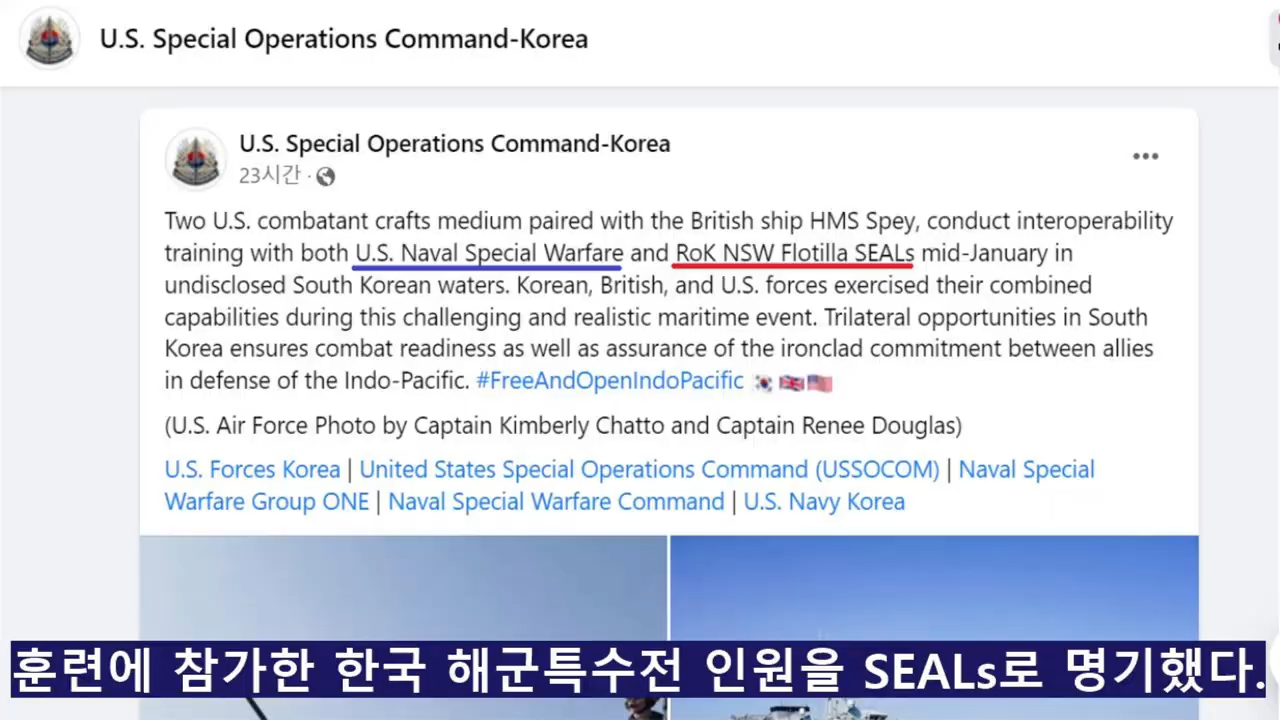 U.S. Special Operations Command-Korea
U.S. Special Operations Command-Korea
23시간 ·
Two U.S. combatant crafts medium paired with the British ship HMS Spey, conduct interoperability
training with both U.S. Naval Special Warfare and RoK NSW Flotilla SEALs mid-January in
undisclosed South Korean waters. Korean, British, and U.S. forces exercised their combined
capabilities during this challenging and realistic maritime event. Trilateral opportunities in South
Korea ensures combat readiness as well as assurance of the ironclad commitment between allies
in defense of the Indo-Pacific. #FreeAndOpenIndoPacific 🇰🇷 🇬🇧🇺🇸
(U.S. Air Force Photo by Captain Kimberly Chatto and Captain Renee Douglas)
U.S. Forces Korea | United States Special Operations Command (USSOCOM) | Naval Special
Warfare Group ONE | Naval Special Warfare Command | U.S. Navy Korea
훈련에 참가한 한국 해군특수전 인원을 SEALs로 명기했다.